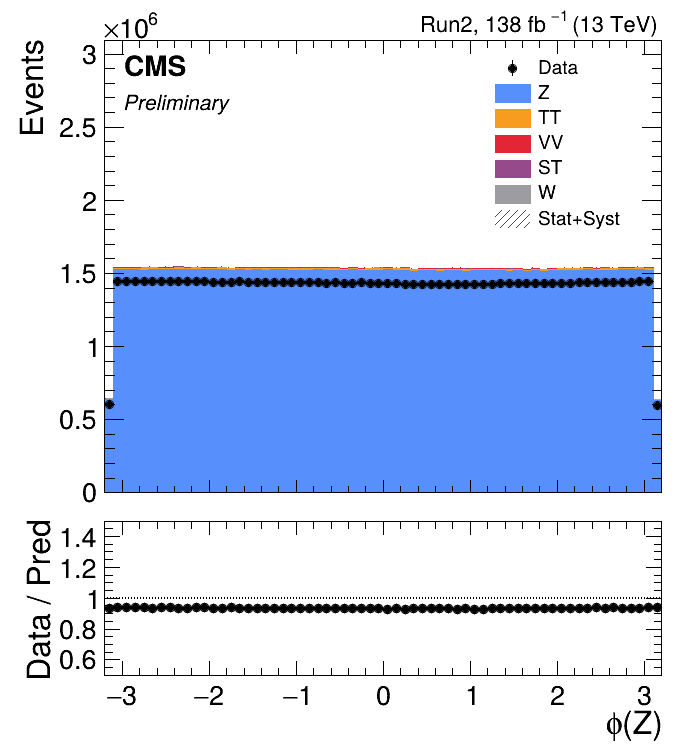 ×10⁶
Run2, 138 fb⁻¹ (13 TeV)
Events
CMS
Preliminary
Data
Z
TT
VV
ST
W
Stat+Syst
3
2.5
2
1.5
1
0.5
0
Data / Pred
1.4
1.2
1
0.8
0.6
−3 −2 −1 0 1 2 3
ϕ(Z)